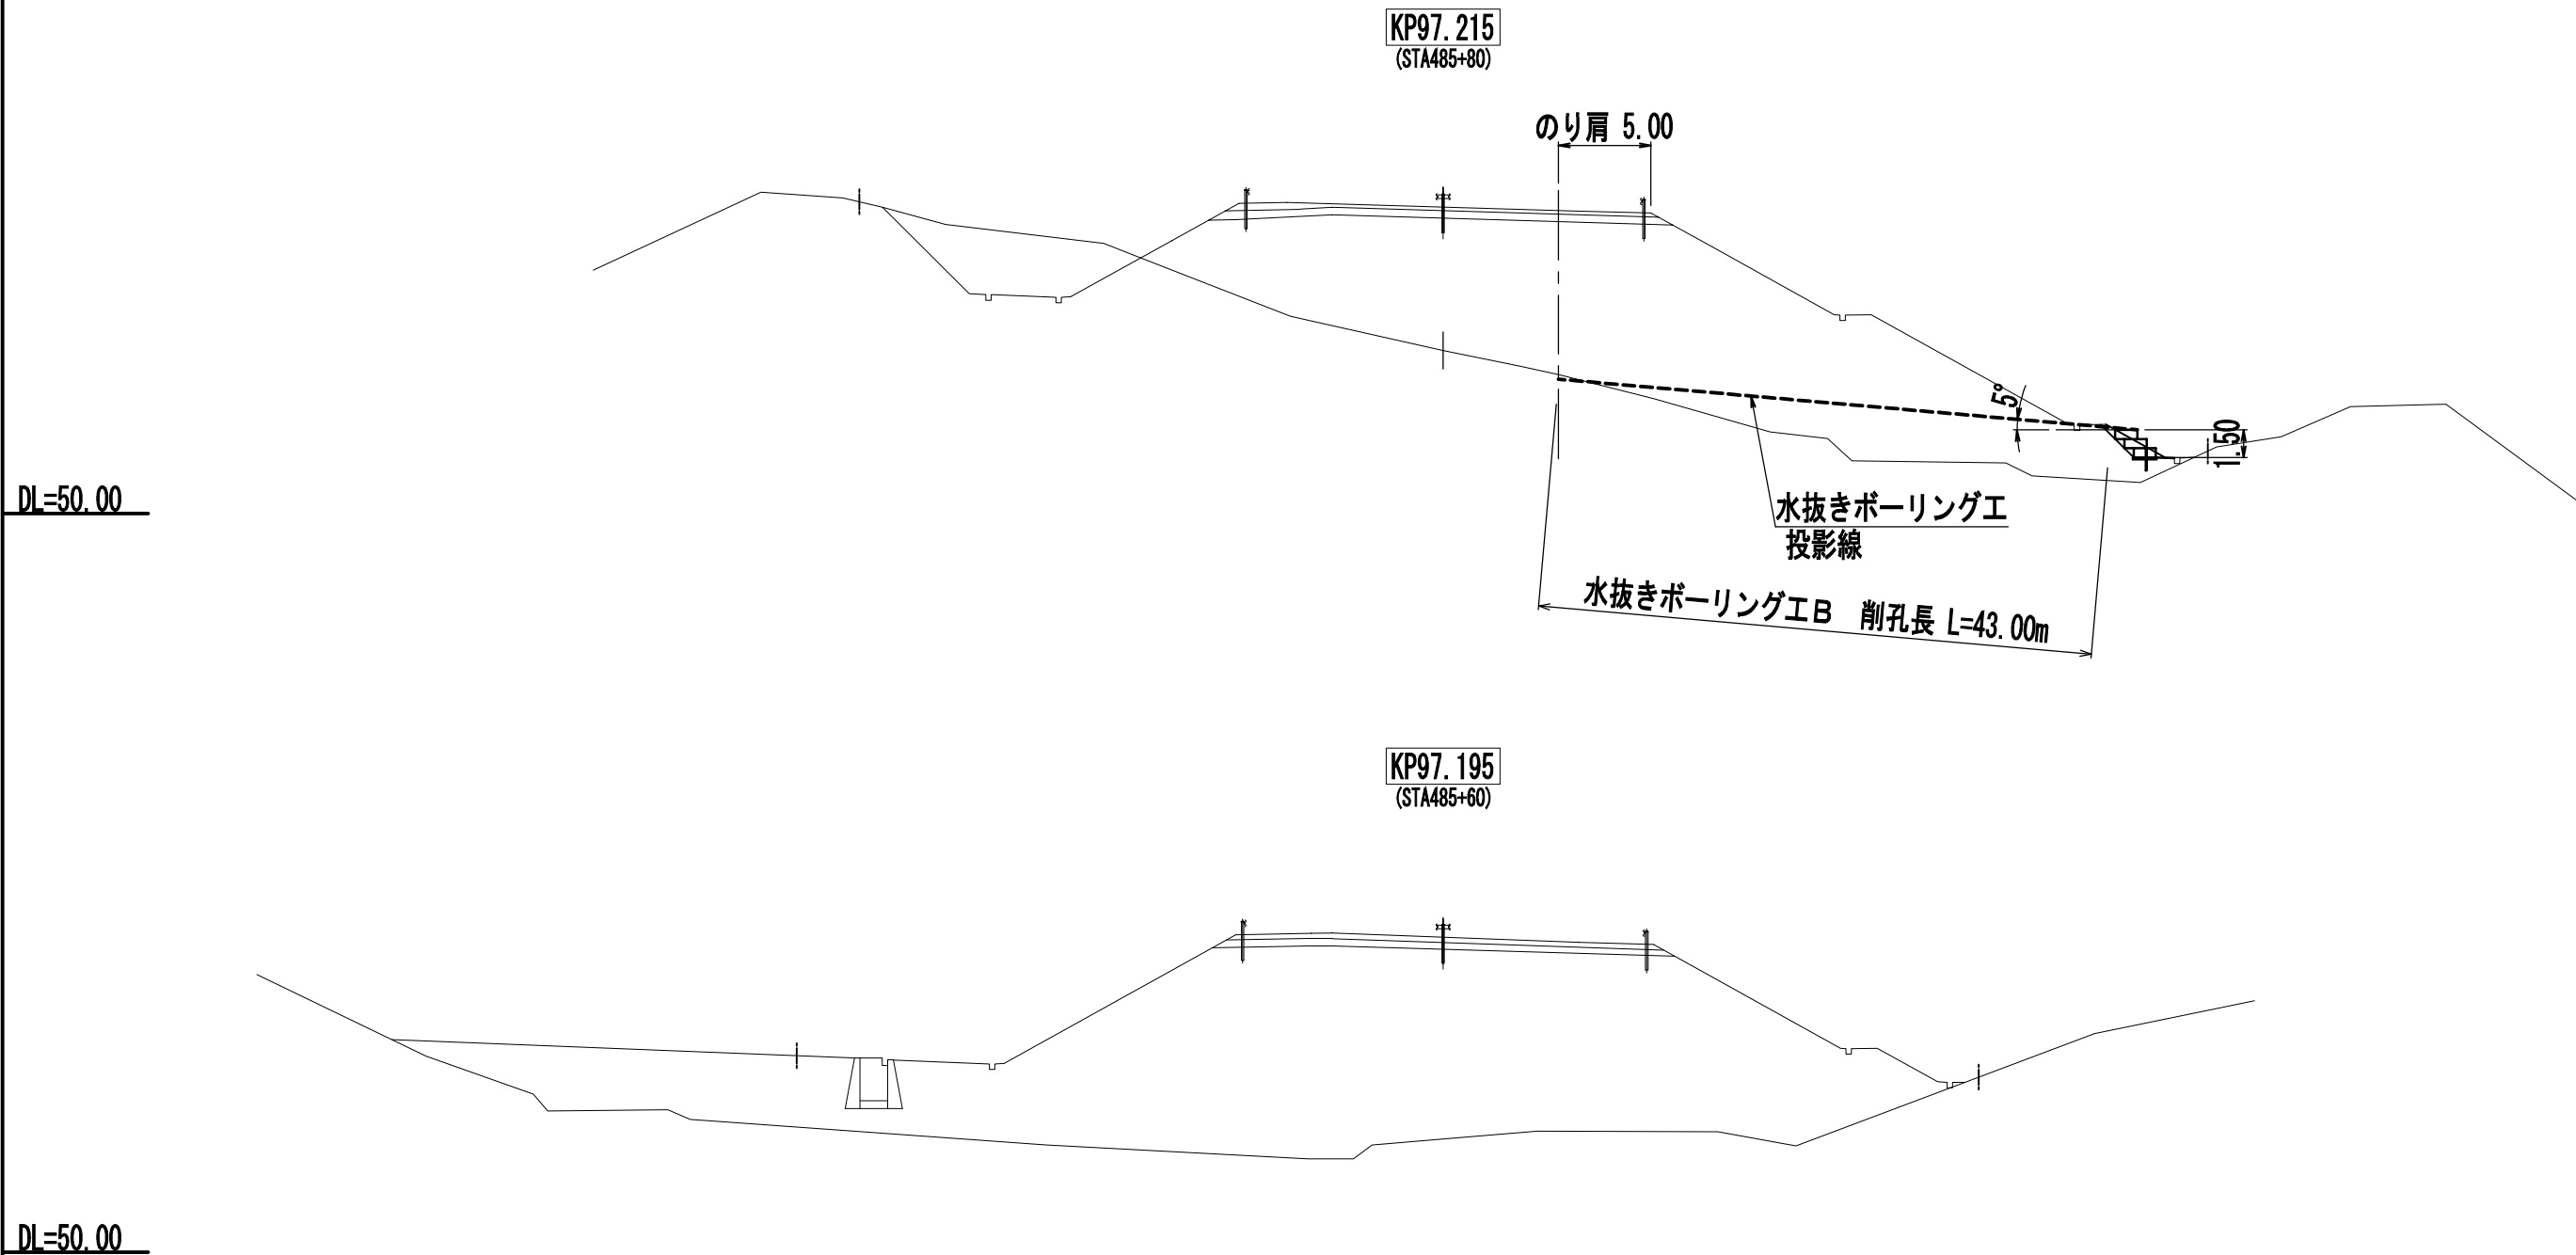 KP97.215
(STA485+80)
のり肩 5.00
5°
1.50
DL=50.00
水抜きボーリング工
投影線
水抜きボーリング工B 削孔長 L=43.00m
KP97.195
(STA485+60)
DL=50.00